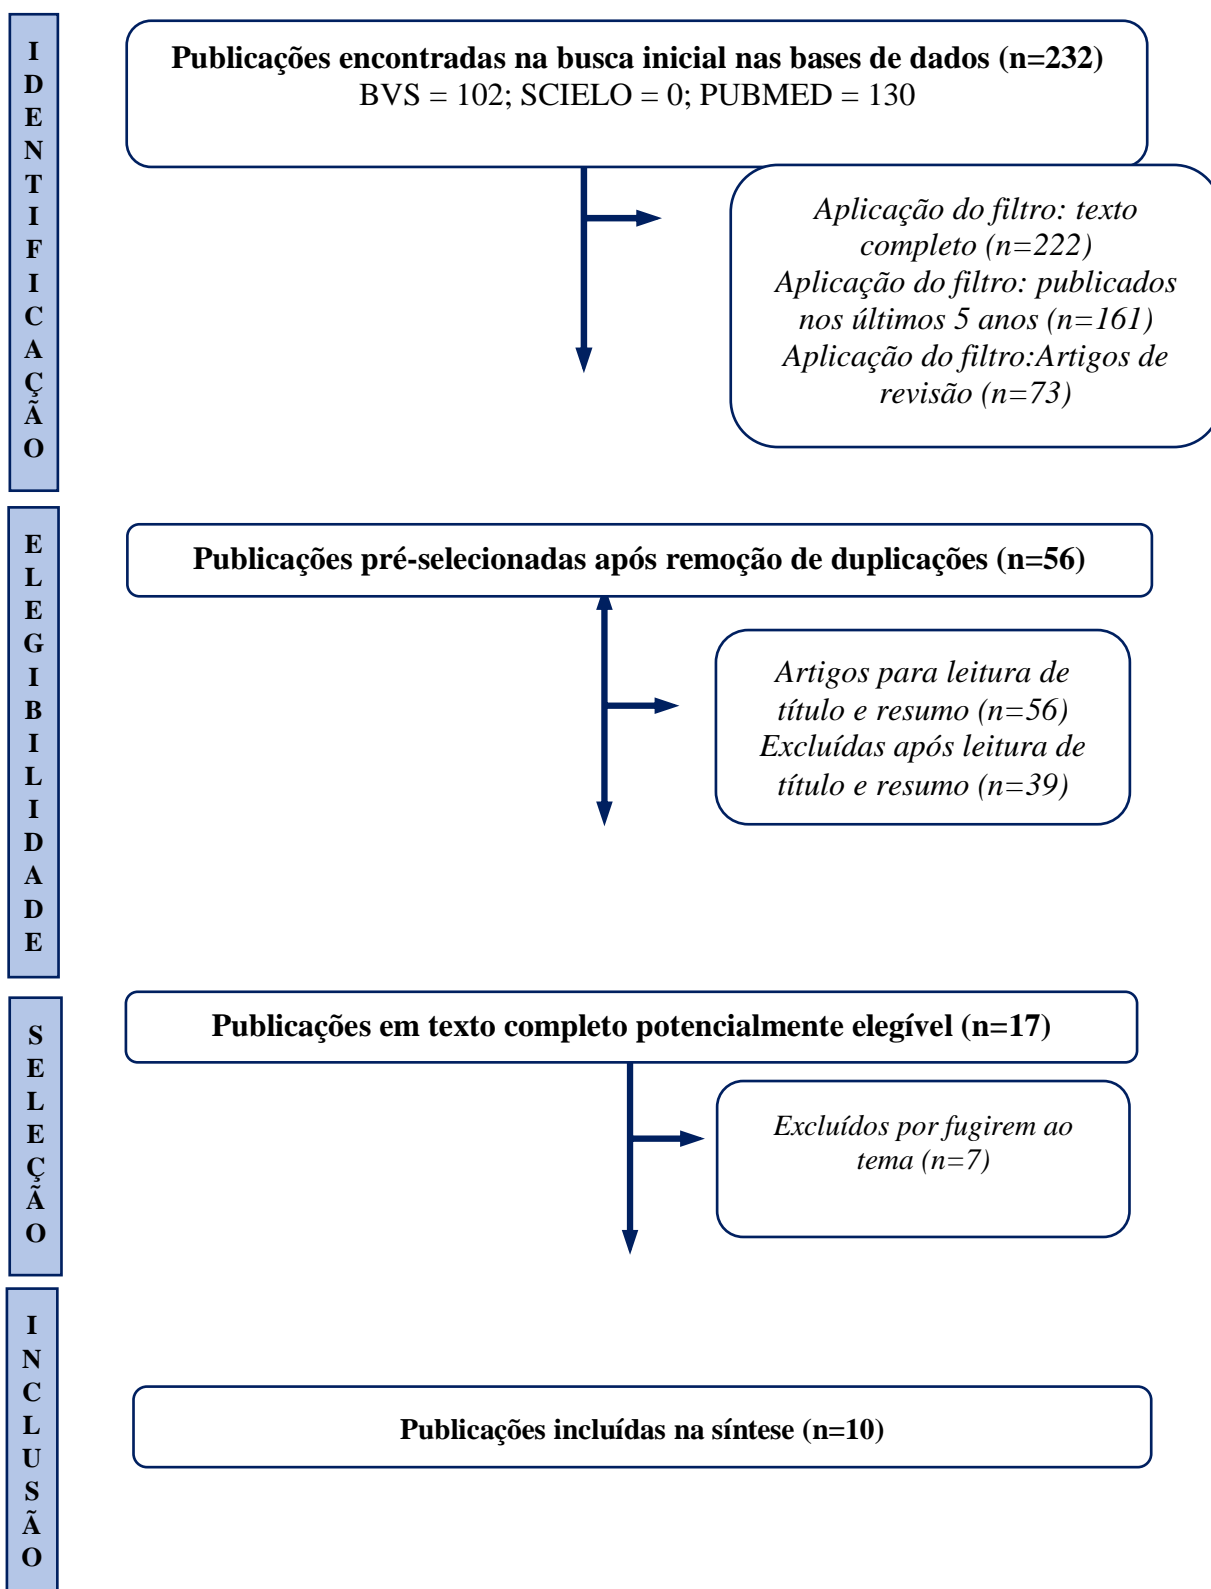 IDENTIFICAÇÃO
Publicações encontradas na busca inicial nas bases de dados (n=232)
BVS = 102; SCIELO = 0; PUBMED = 130
Aplicação do filtro: texto
completo (n=222)
Aplicação do filtro: publicados
nos últimos 5 anos (n=161)
Aplicação do filtro:Artigos de
revisão (n=73)
ELEGIBILIDADE
Publicações pré-selecionadas após remoção de duplicações (n=56)
Artigos para leitura de
título e resumo (n=56)
Excluídas após leitura de
título e resumo (n=39)
SELEÇÃO
Publicações em texto completo potencialmente elegível (n=17)
Excluídos por fugirem ao
tema (n=7)
INCLUSÃO
Publicações incluídas na síntese (n=10)